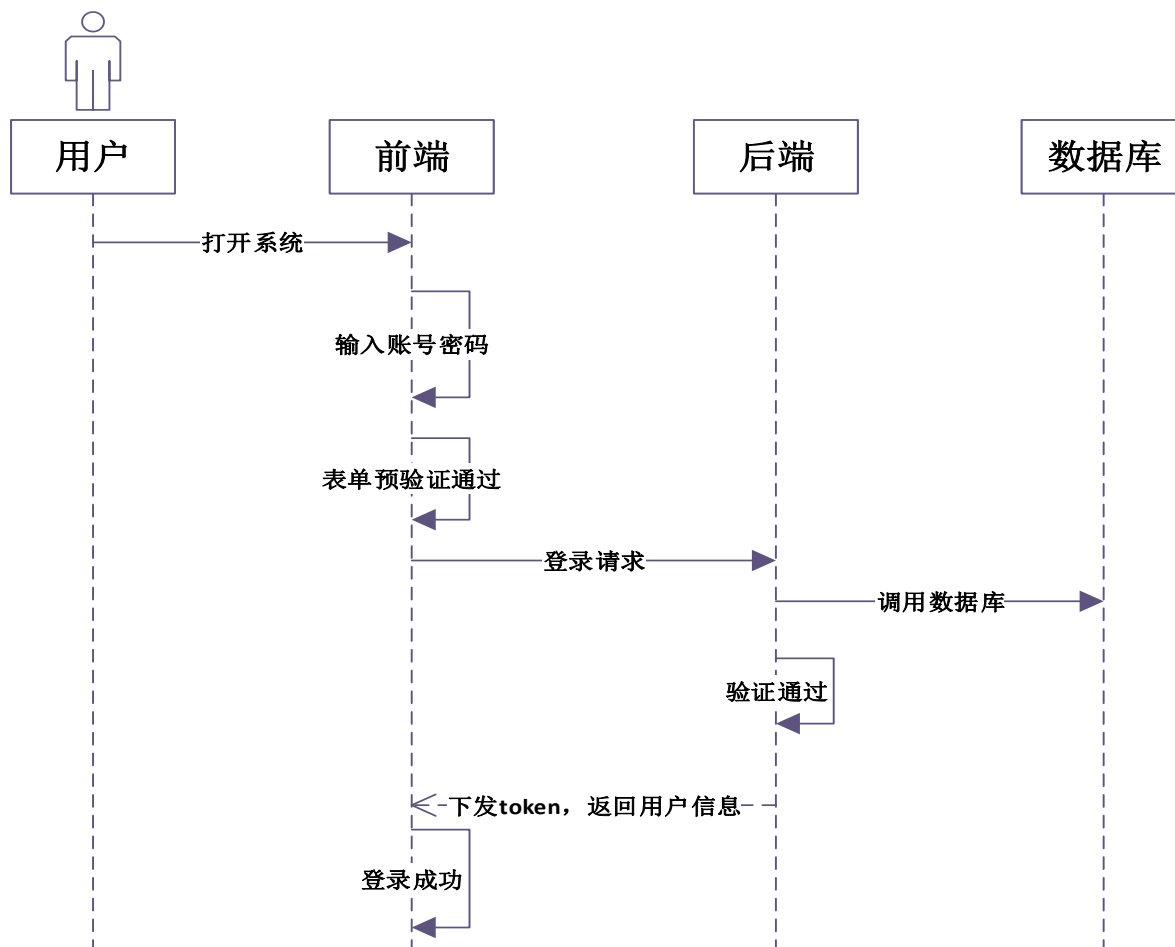 用户
前端
后端
数据库
打开系统
输入账号密码
表单预验证通过
登录请求
调用数据库
验证通过
下发token，返回用户信息
登录成功